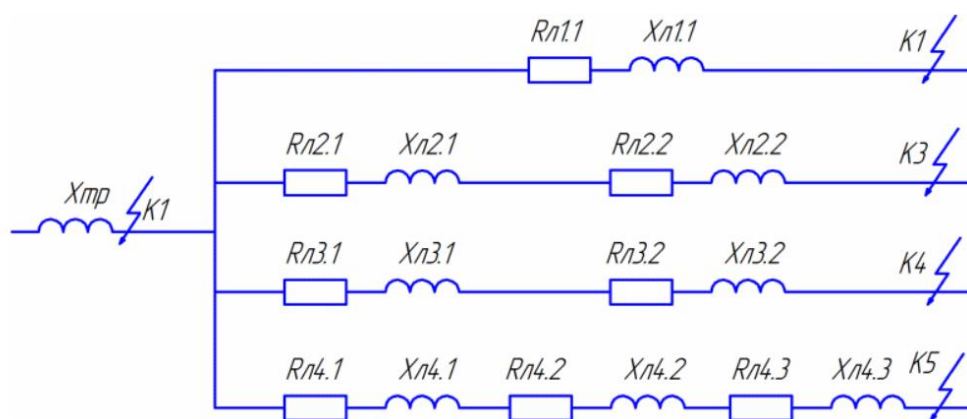 Rл1.1 Xл1.1 K1
Rл2.1 Xл2.1 Rл2.2 Xл2.2 K3
Xтр K1
Rл3.1 Xл3.1 Rл3.2 Xл3.2 K4
Rл4.1 Xл4.1 Rл4.2 Xл4.2 Rл4.3 Xл4.3 K5